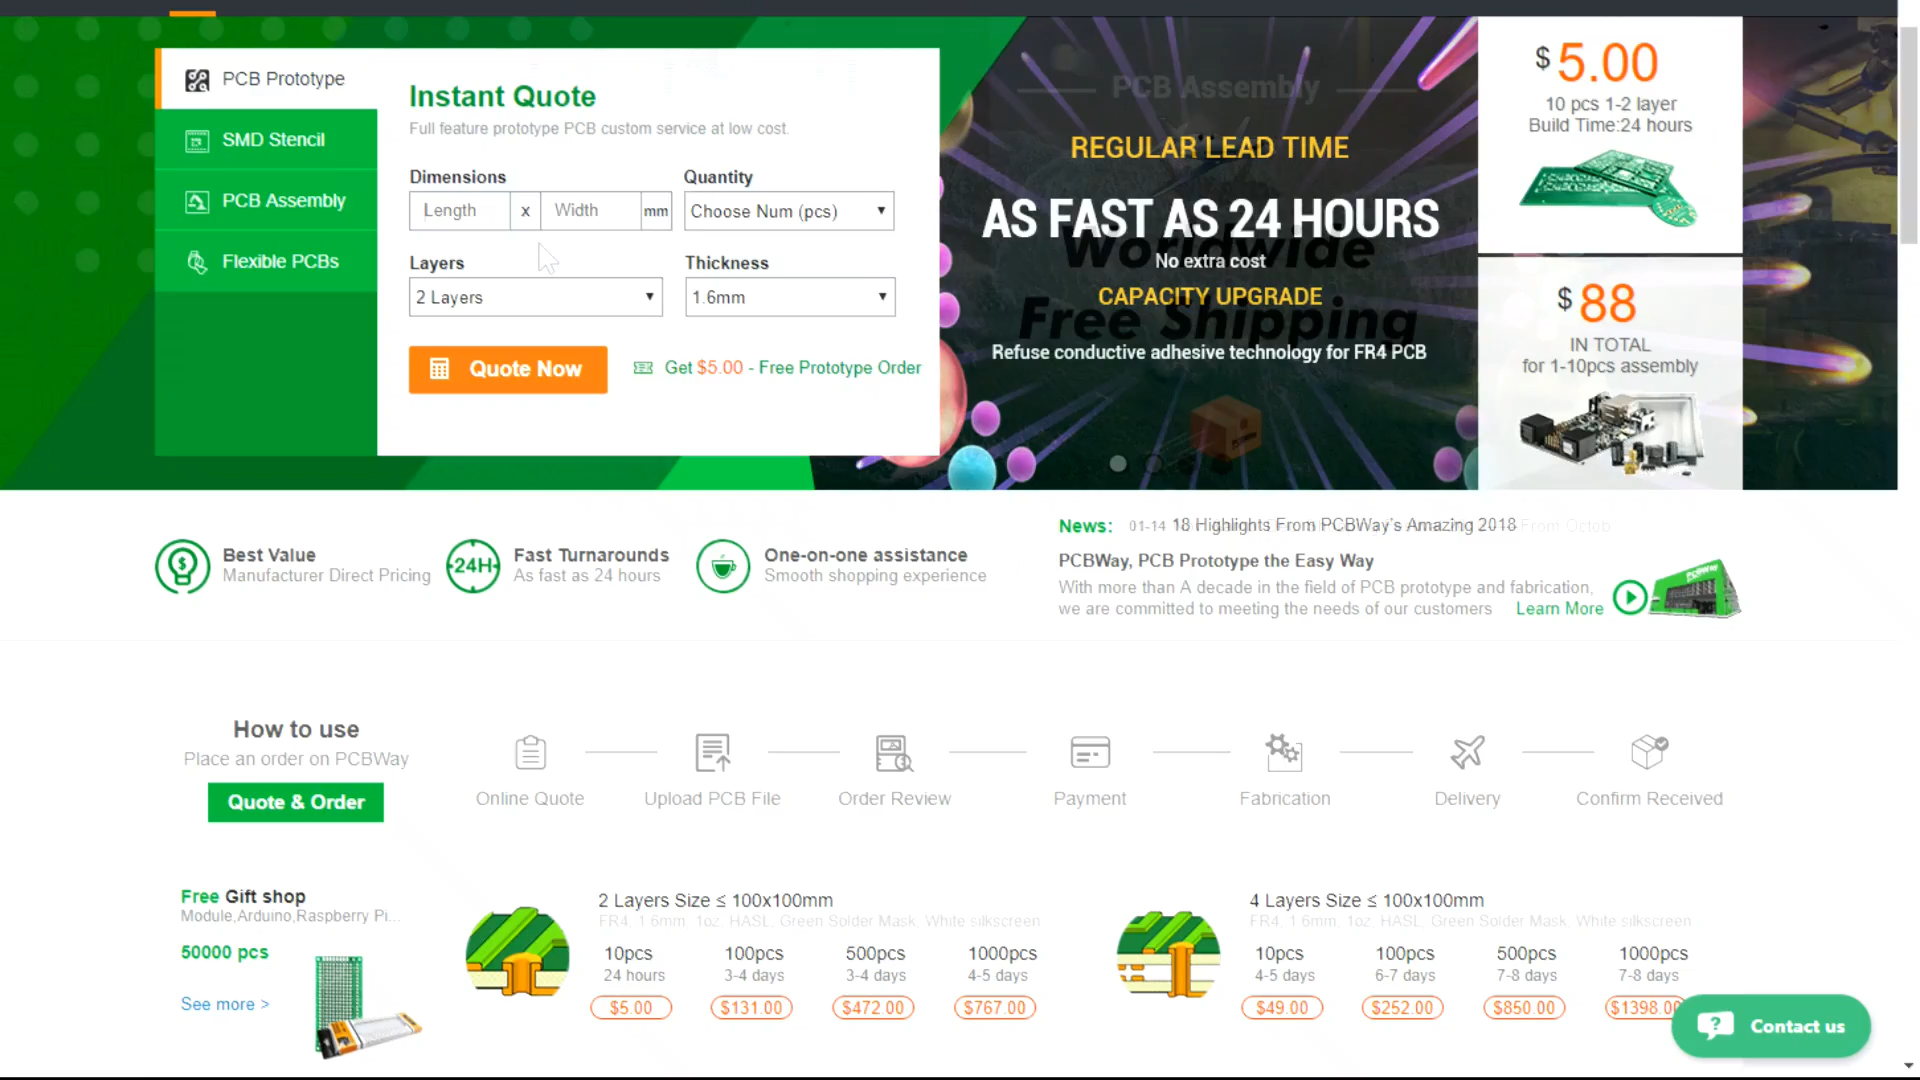 PCB Prototype
SMD Stencil
PCB Assembly
Flexible PCBs
Instant Quote
Full feature prototype PCB custom service at low cost.
Dimensions
Quantity
Length x Width mm
Choose Num (pcs)
Layers
Thickness
2 Layers
1.6mm
Quote Now
Get $5.00 - Free Prototype Order
PCB Assembly
REGULAR LEAD TIME
AS FAST AS 24 HOURS
Worldwide
No extra cost
CAPACITY UPGRADE
Free Shipping
Refuse conductive adhesive technology for FR4 PCB
$5.00
10 pcs 1-2 layer
Build Time:24 hours
$88
IN TOTAL
for 1-10pcs assembly
Best Value
Manufacturer Direct Pricing
24H
Fast Turnarounds
As fast as 24 hours
One-on-one assistance
Smooth shopping experience
News: 01-14 18 Highlights From PCBWay's Amazing 2018
PCBWay, PCB Prototype the Easy Way
With more than A decade in the field of PCB prototype and fabrication,
we are committed to meeting the needs of our customers Learn More
How to use
Place an order on PCBWay
Quote & Order
Online Quote
Upload PCB File
Order Review
Payment
Fabrication
Delivery
Confirm Received
Free Gift shop
Module,Arduino,Raspberry Pi...
50000 pcs
See more >
2 Layers Size ≤ 100x100mm
FR4, 1.6mm, 1oz, HASL, Green Solder Mask, White silkscreen
10pcs 100pcs 500pcs 1000pcs
24 hours 3-4 days 3-4 days 4-5 days
$5.00 $131.00 $472.00 $767.00
4 Layers Size ≤ 100x100mm
FR4, 1.6mm, 1oz, HASL, Green Solder Mask, White silkscreen
10pcs 100pcs 500pcs 1000pcs
4-5 days 6-7 days 7-8 days 7-8 days
$49.00 $252.00 $850.00 $1398.00
Contact us